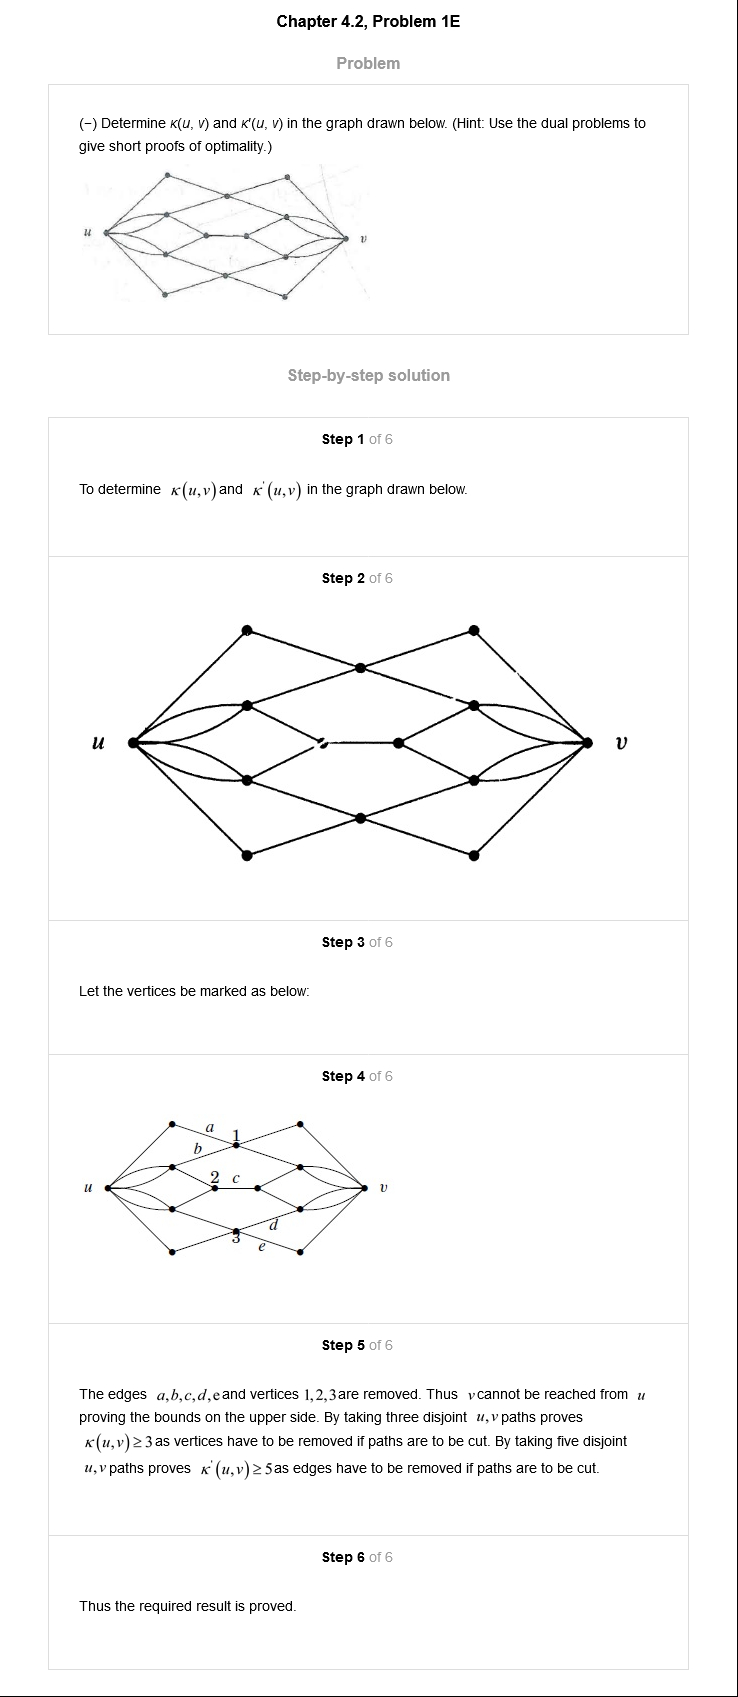 Chapter 4.2, Problem 1E
Problem
(−) Determine κ(u, v) and κ'(u, v) in the graph drawn below. (Hint: Use the dual problems to
give short proofs of optimality.)
u v
Step-by-step solution
Step 1 of 6
To determine κ(u,v) and κ'(u,v) in the graph drawn below.
Step 2 of 6
u v
Step 3 of 6
Let the vertices be marked as below:
Step 4 of 6
a 1
b
2 c
u v
d
3 e
Step 5 of 6
The edges a,b,c,d,e and vertices 1,2,3 are removed. Thus v cannot be reached from u
proving the bounds on the upper side. By taking three disjoint u,v paths proves
κ(u,v)≥3 as vertices have to be removed if paths are to be cut. By taking five disjoint
u,v paths proves κ'(u,v)≥5 as edges have to be removed if paths are to be cut.
Step 6 of 6
Thus the required result is proved.